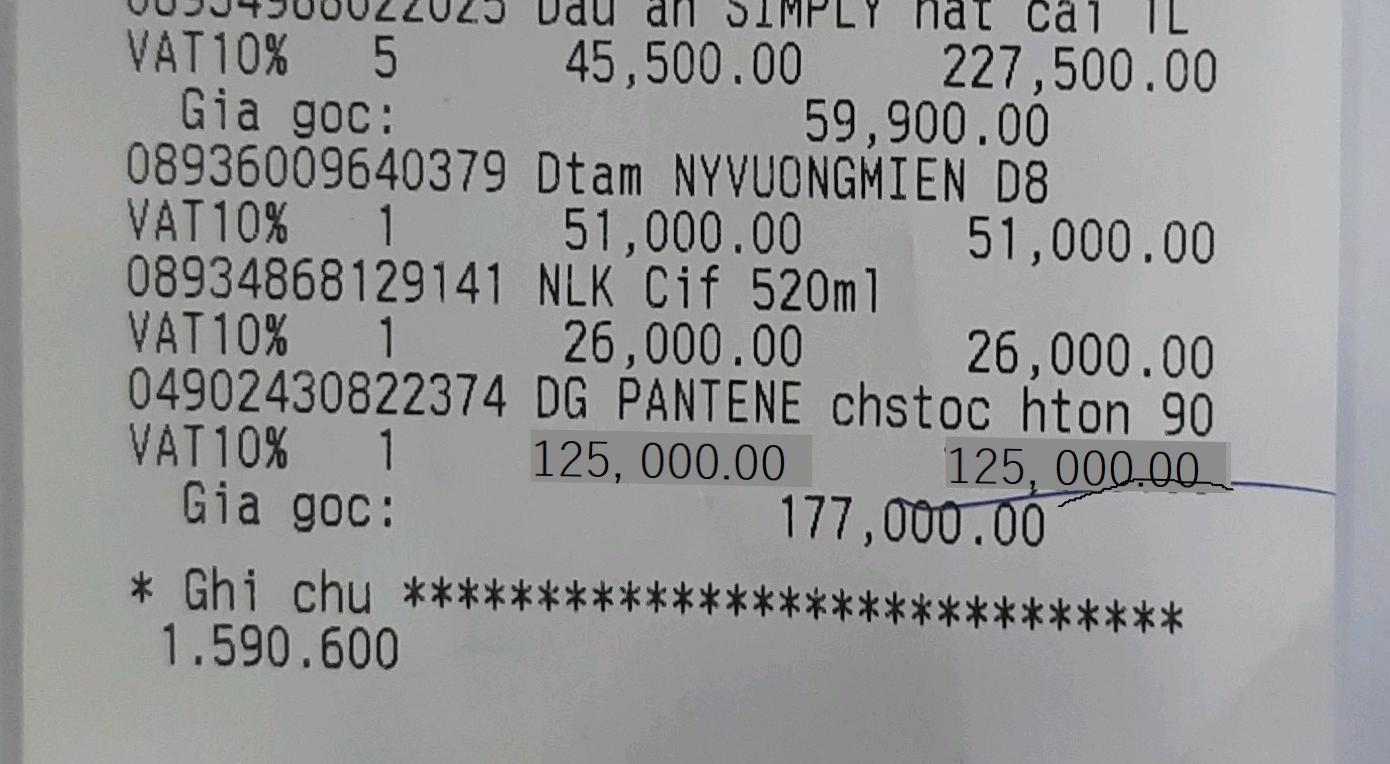 08934988022025 Dau an SIMPLY hat cai 1L
VAT10% 5 45,500.00 227,500.00
Gia goc: 59,900.00
08936009640379 Dtam NYVUONGMIEN D8
VAT10% 1 51,000.00 51,000.00
08934868129141 NLK Cif 520ml
VAT10% 1 26,000.00 26,000.00
04902430822374 DG PANTENE chstoc hton 90
VAT10% 1 125, 000.00 125, 000.00
Gia goc: 177,000.00
* Ghi chu *****************************
1.590.600